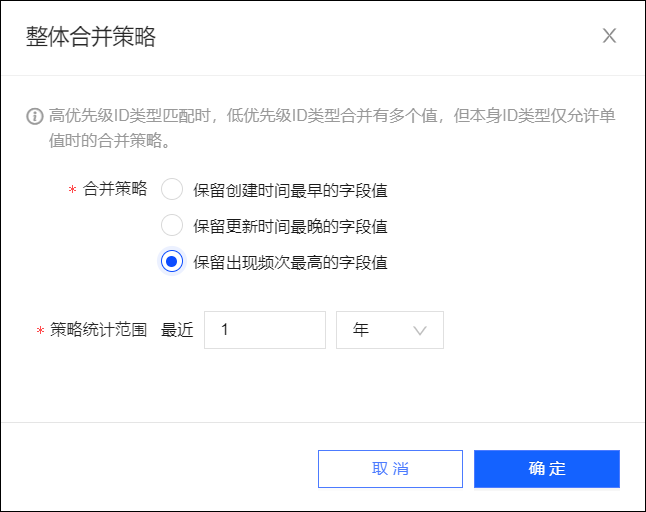 整体合并策略
高优先级ID类型匹配时，低优先级ID类型合并有多个值，但本身ID类型仅允许单
值时的合并策略。
* 合并策略 保留创建时间最早的字段值
保留更新时间最晚的字段值
保留出现频次最高的字段值
* 策略统计范围 最近 1 年
取消 确定